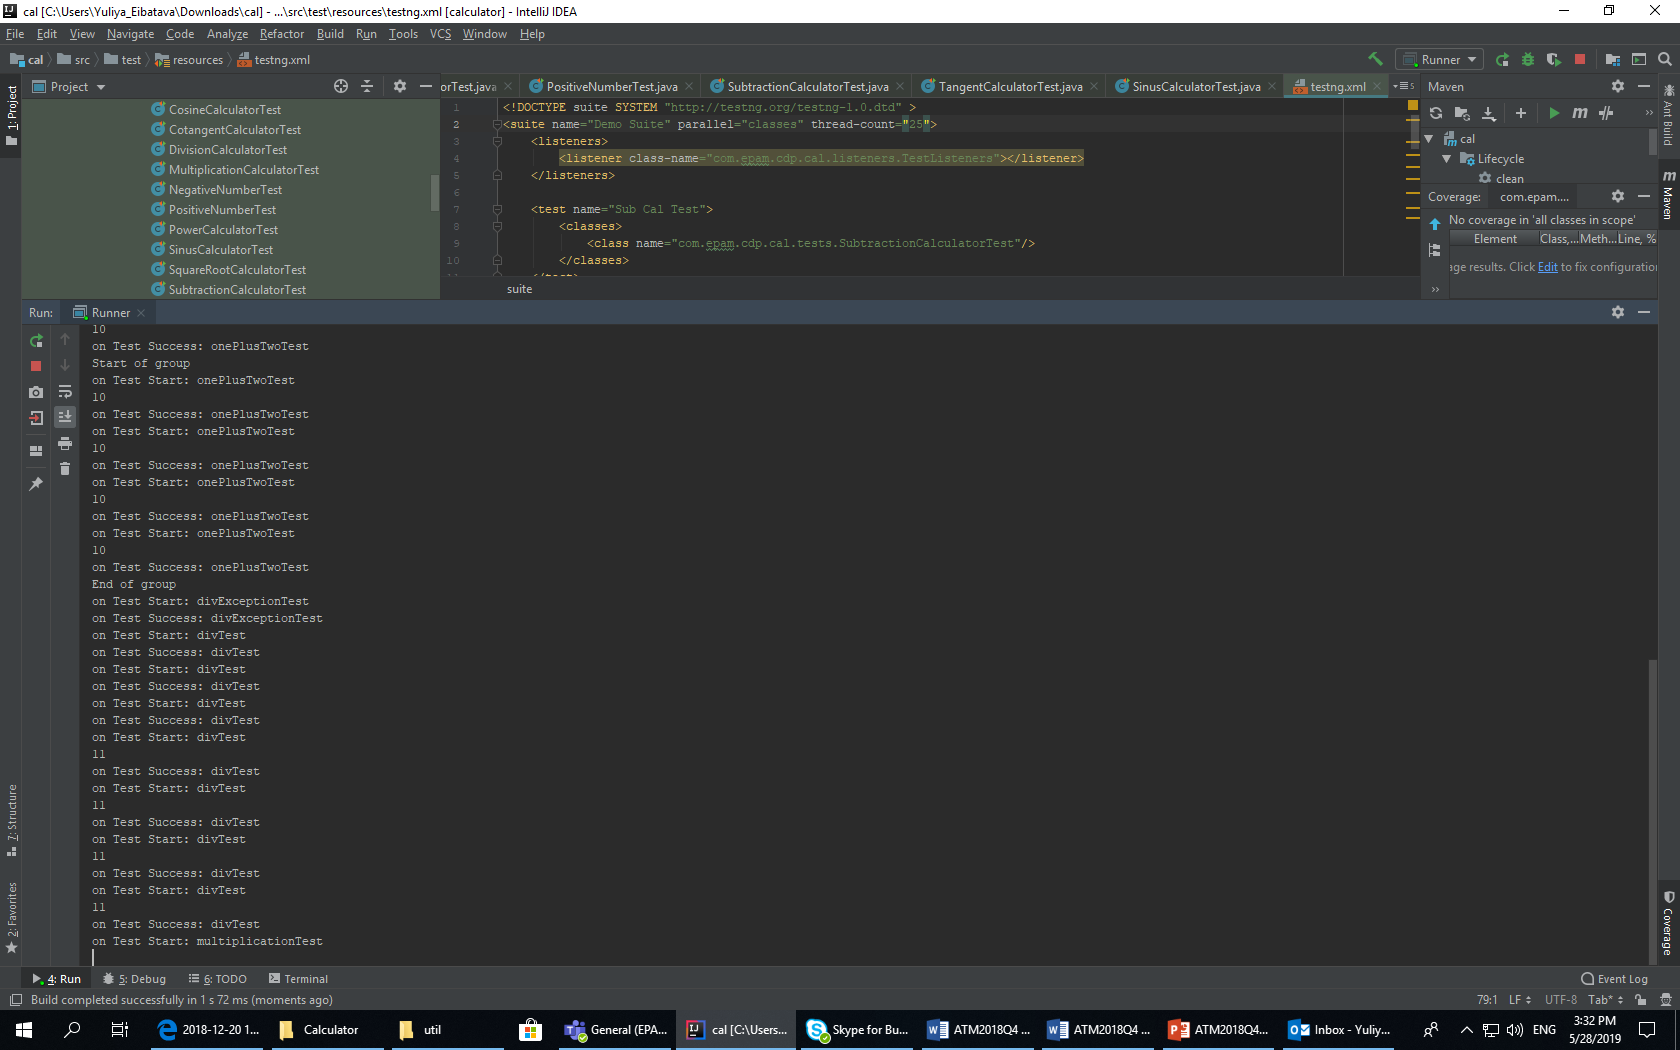 cal [C:\Users\Yuliya_Eibatava\Downloads\cal] - ...\src\test\resources\testng.xml [calculator] - IntelliJ IDEA
File Edit View Navigate Code Analyze Refactor Build Run Tools VCS Window Help
cal src test resources testng.xml Runner
Project
orTest.java PositiveNumberTest.java SubtractionCalculatorTest.java TangentCalculatorTest.java SinusCalculatorTest.java testng.xml
CosineCalculatorTest
CotangentCalculatorTest
DivisionCalculatorTest
MultiplicationCalculatorTest
NegativeNumberTest
PositiveNumberTest
PowerCalculatorTest
SinusCalculatorTest
SquareRootCalculatorTest
SubtractionCalculatorTest
1 <!DOCTYPE suite SYSTEM "http://testng.org/testng-1.0.dtd" >
2 <suite name="Demo Suite" parallel="classes" thread-count="25">
3 <listeners>
4 <listener class-name="com.epam.cdp.cal.listeners.TestListeners"></listener>
5 </listeners>
6
7 <test name="Sub Cal Test">
8 <classes>
9 <class name="com.epam.cdp.cal.tests.SubtractionCalculatorTest"/>
10 </classes>
11 </test>
suite
Maven
cal
Lifecycle
clean
Coverage: com.epam....
No coverage in 'all classes in scope'
Element Class,... Meth... Line, %
age results. Click Edit to fix configuration
1: Project
7: Structure
2: Favorites
Ant Build
Maven
Coverage
Run: Runner
10
on Test Success: onePlusTwoTest
Start of group
on Test Start: onePlusTwoTest
10
on Test Success: onePlusTwoTest
on Test Start: onePlusTwoTest
10
on Test Success: onePlusTwoTest
on Test Start: onePlusTwoTest
10
on Test Success: onePlusTwoTest
on Test Start: onePlusTwoTest
10
on Test Success: onePlusTwoTest
End of group
on Test Start: divExceptionTest
on Test Success: divExceptionTest
on Test Start: divTest
on Test Success: divTest
on Test Start: divTest
on Test Success: divTest
on Test Start: divTest
on Test Success: divTest
on Test Start: divTest
11
on Test Success: divTest
on Test Start: divTest
11
on Test Success: divTest
on Test Start: divTest
11
on Test Success: divTest
on Test Start: divTest
11
on Test Success: divTest
on Test Start: multiplicationTest
4: Run 5: Debug 6: TODO Terminal Event Log
Build completed successfully in 1 s 72 ms (moments ago) 79:1 LF UTF-8 Tab*
2018-12-20 1... Calculator util General (EPA... cal [C:\Users... Skype for Bu... ATM2018Q4 ... ATM2018Q4 ... ATM2018Q4... Inbox - Yuliy... ENG 3:32 PM
5/28/2019